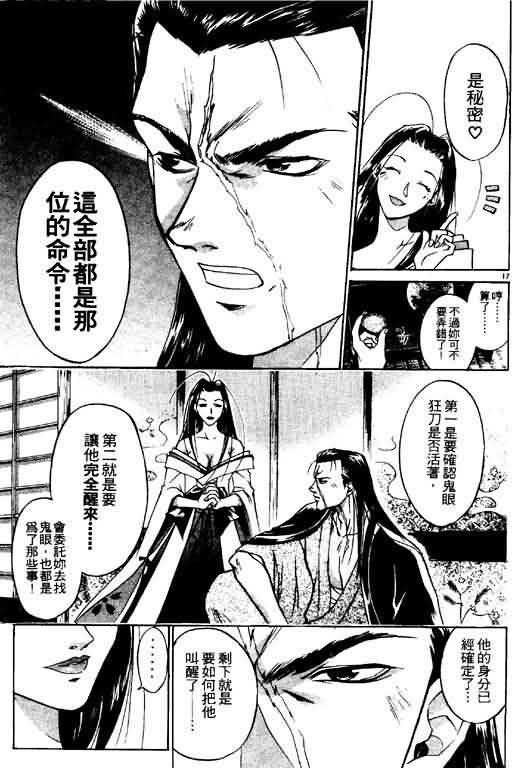 是秘密♡
17
哼……
算了……
不過妳可不
要弄錯了！
這全部都是那
位的命令……
第一是要確認鬼眼
狂刀是否活著，
第二就是要
讓他完全醒來……
會委託妳去找
鬼眼，也都是
為了那些事！
他的身分已
經確定了…
剩下就是
要如何把他
叫醒了……
……